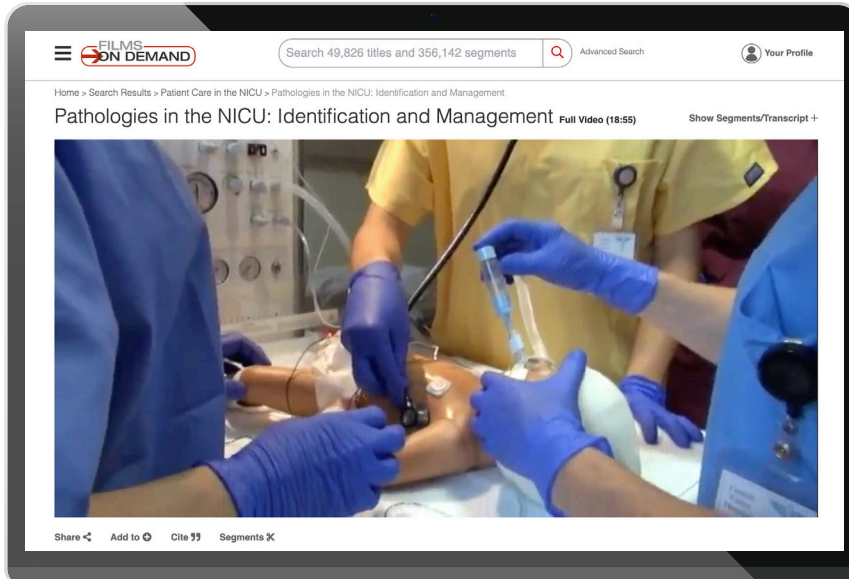 FILMS
ON DEMAND
Search 49,826 titles and 356,142 segments
Advanced Search
Your Profile
Home > Search Results > Patient Care in the NICU > Pathologies in the NICU: Identification and Management
Pathologies in the NICU: Identification and Management Full Video (18:55)
Show Segments/Transcript +
Share
Add to
Cite
Segments